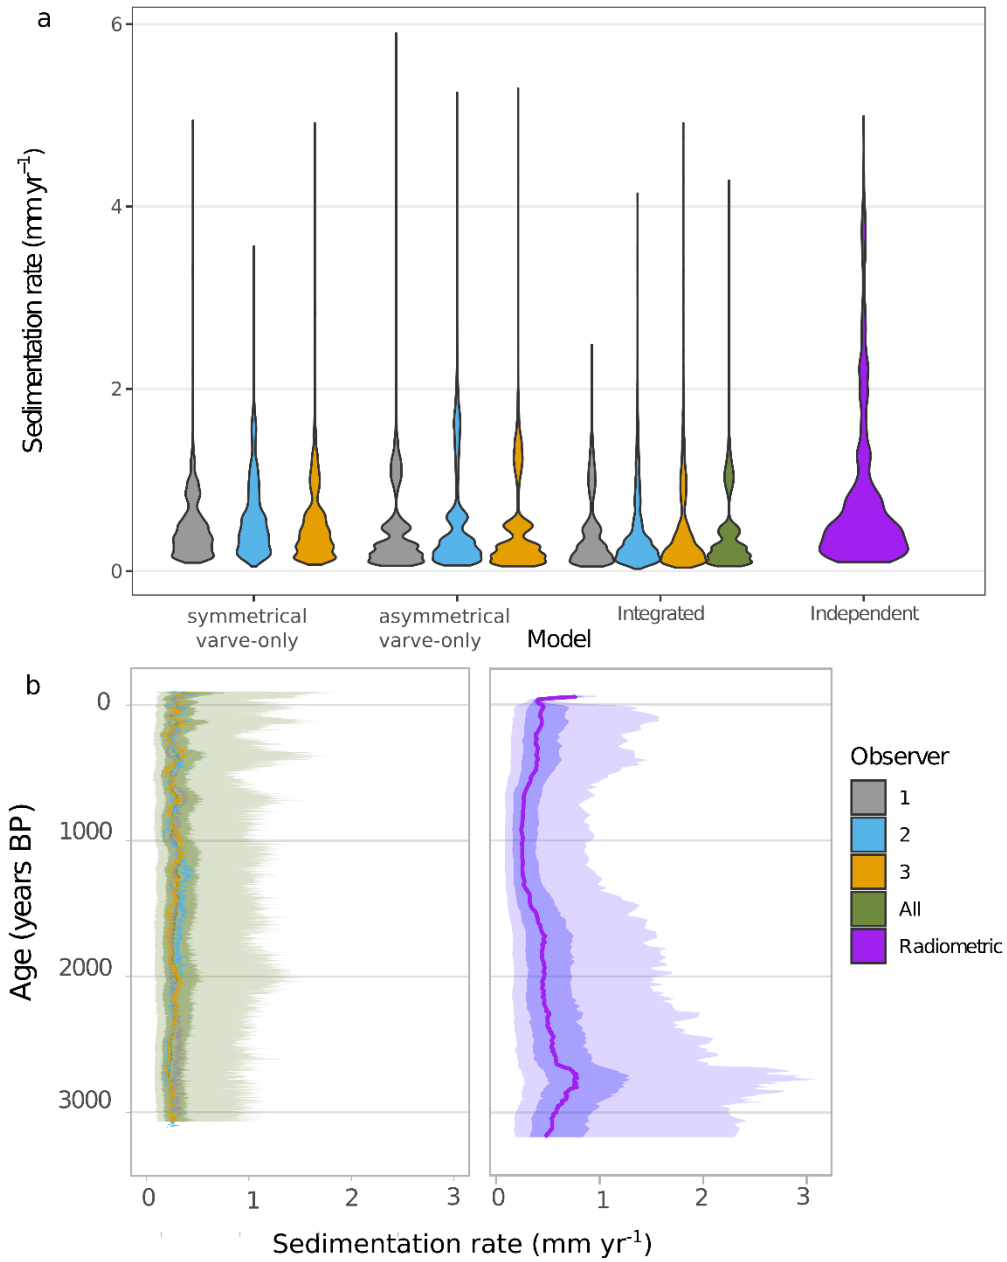 a
Sedimentation rate (mm yr⁻¹)
6
4
2
0
symmetrical
varve-only
asymmetrical
varve-only
Integrated
Independent
Model
b
Age (years BP)
0
1000
2000
3000
0
1
2
3
0
1
2
3
Sedimentation rate (mm yr⁻¹)
Observer
1
2
3
All
Radiometric